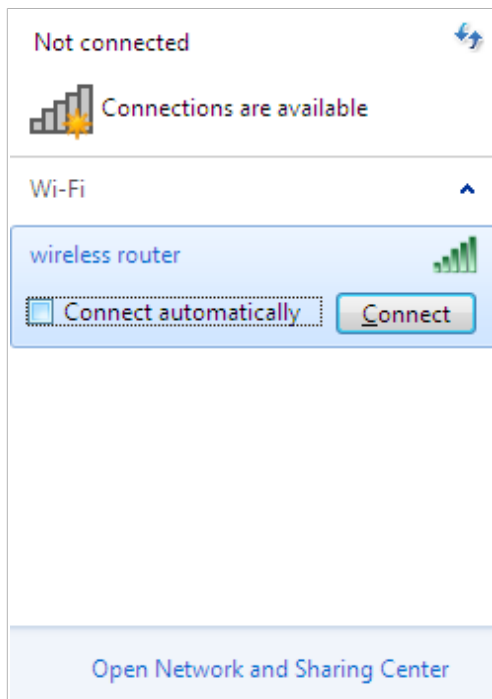 Not connected
Connections are available
Wi-Fi
wireless router
Connect automatically Connect
Open Network and Sharing Center